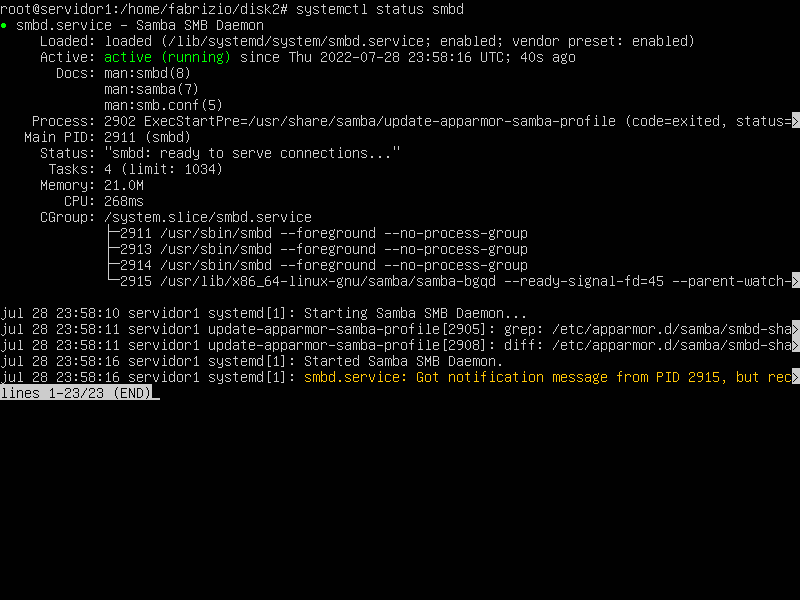 root@servidor1:/home/fabrizio/disk2# systemctl status smbd
● smbd.service - Samba SMB Daemon
     Loaded: loaded (/lib/systemd/system/smbd.service; enabled; vendor preset: enabled)
     Active: active (running) since Thu 2022-07-28 23:58:16 UTC; 40s ago
       Docs: man:smbd(8)
             man:samba(7)
             man:smb.conf(5)
    Process: 2902 ExecStartPre=/usr/share/samba/update-apparmor-samba-profile (code=exited, status=>
   Main PID: 2911 (smbd)
     Status: "smbd: ready to serve connections..."
      Tasks: 4 (limit: 1034)
     Memory: 21.0M
        CPU: 268ms
     CGroup: /system.slice/smbd.service
             ├─2911 /usr/sbin/smbd --foreground --no-process-group
             ├─2913 /usr/sbin/smbd --foreground --no-process-group
             ├─2914 /usr/sbin/smbd --foreground --no-process-group
             └─2915 /usr/lib/x86_64-linux-gnu/samba/samba-bgqd --ready-signal-fd=45 --parent-watch->
jul 28 23:58:10 servidor1 systemd[1]: Starting Samba SMB Daemon...
jul 28 23:58:11 servidor1 update-apparmor-samba-profile[2905]: grep: /etc/apparmor.d/samba/smbd-sha>
jul 28 23:58:11 servidor1 update-apparmor-samba-profile[2908]: diff: /etc/apparmor.d/samba/smbd-sha>
jul 28 23:58:16 servidor1 systemd[1]: Started Samba SMB Daemon.
jul 28 23:58:16 servidor1 systemd[1]: smbd.service: Got notification message from PID 2915, but rec>
lines 1-23/23 (END)